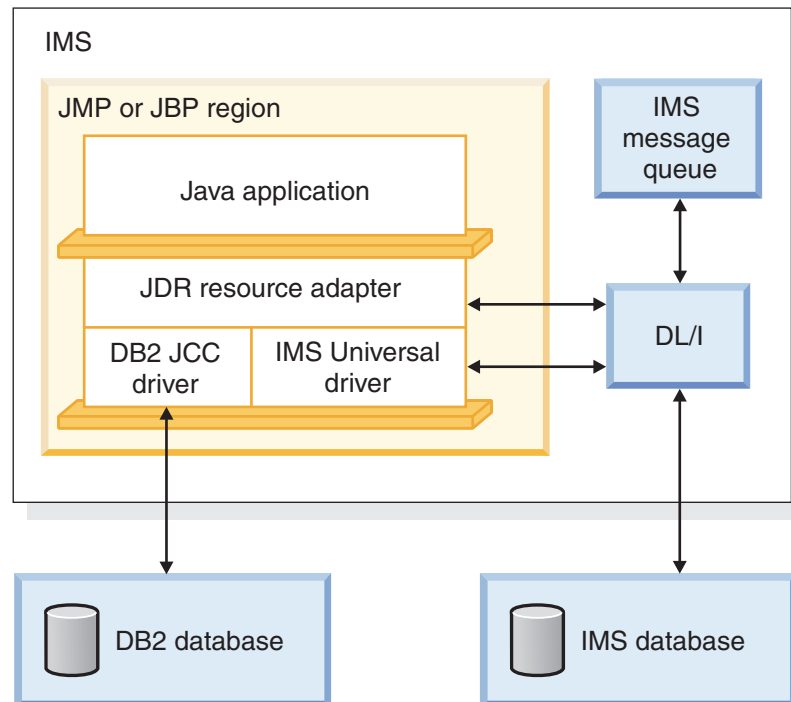 IMS
JMP or JBP region
Java application
JDR resource adapter
DB2 JCC
driver
IMS Universal
driver
IMS
message
queue
DL/I
DB2 database
IMS database